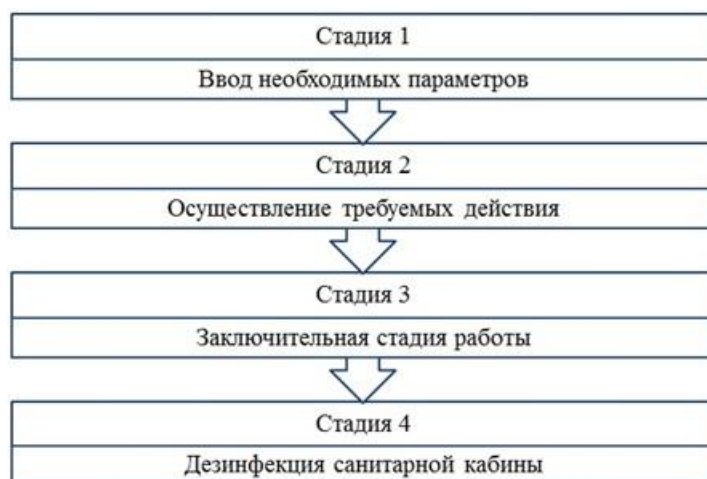 Стадия 1
Ввод необходимых параметров
Стадия 2
Осуществление требуемых действия
Стадия 3
Заключительная стадия работы
Стадия 4
Дезинфекция санитарной кабины